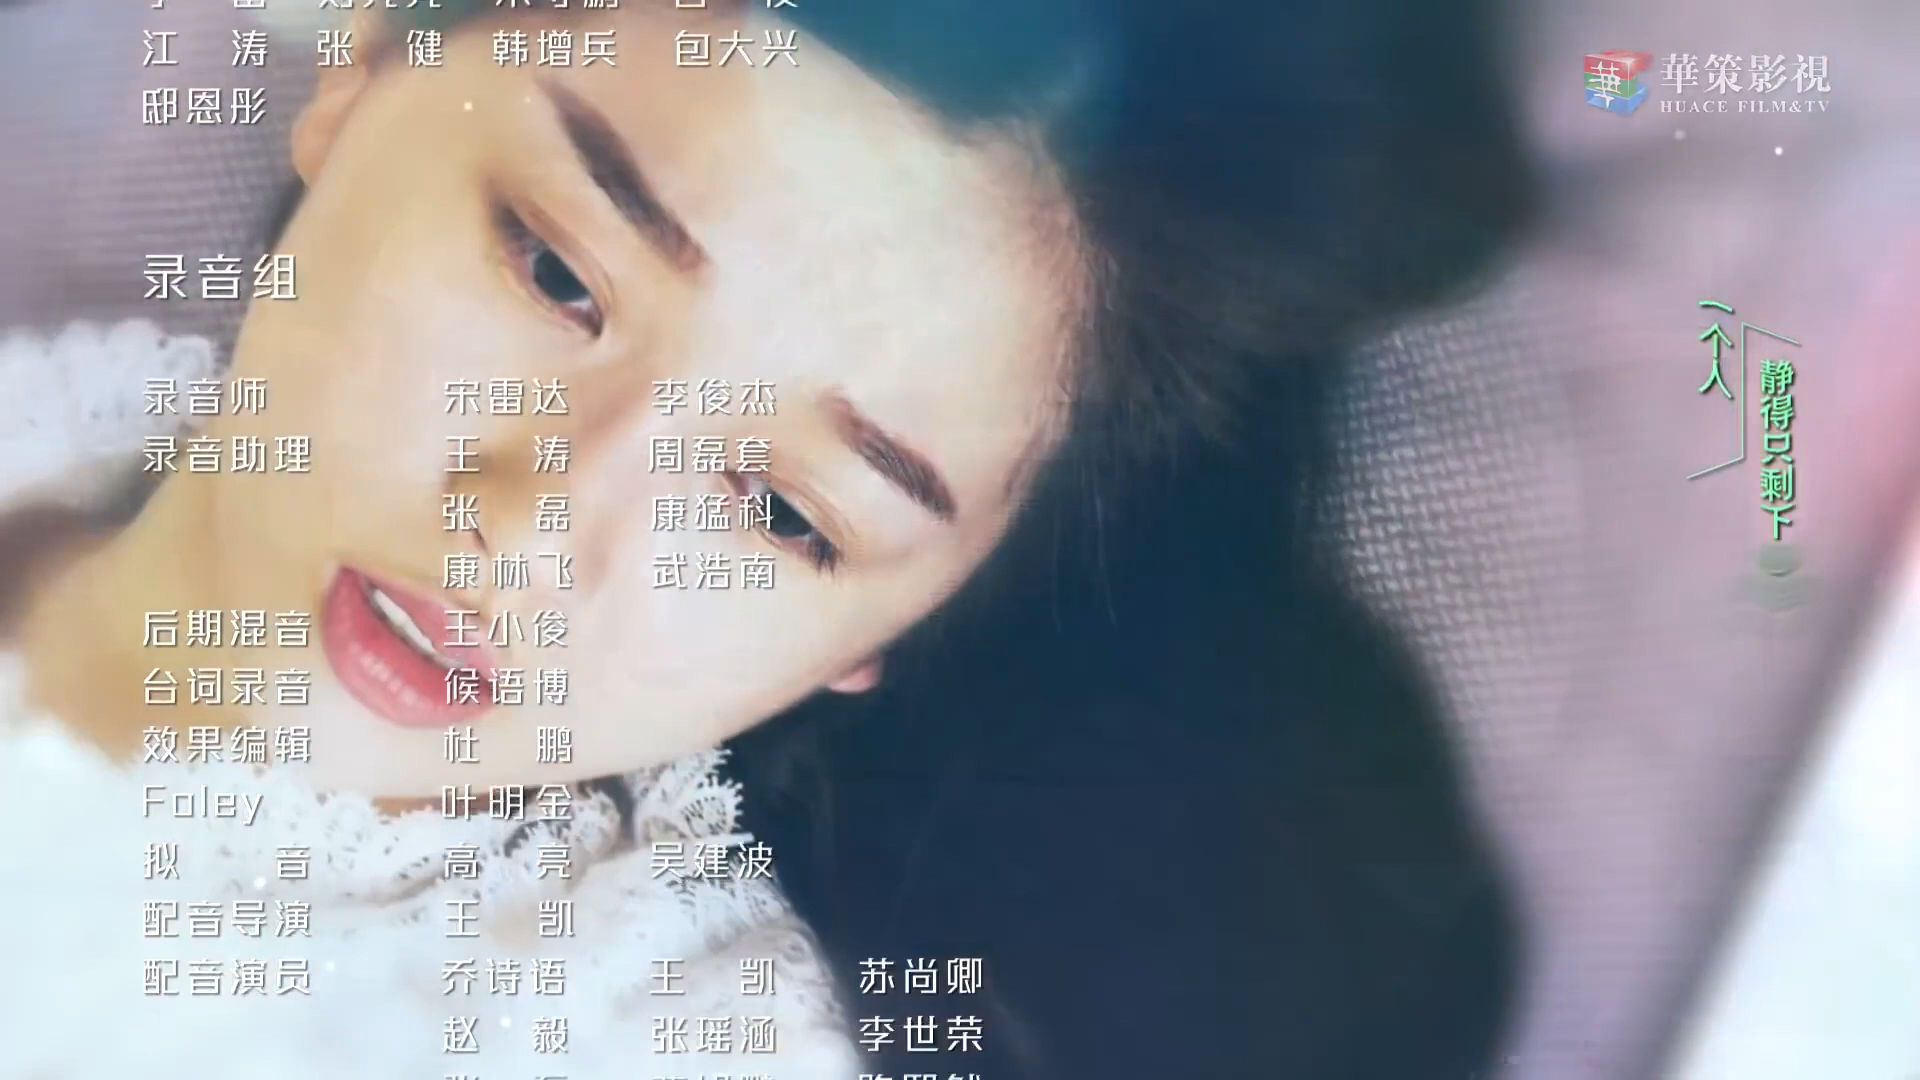 江 涛 张 健 韩增兵 包大兴
邸恩彤
華策影視
HUACE FILM&TV
录音组
一个人
静得只剩下
录音师 宋雷达 李俊杰
录音助理 王 涛 周磊套
张 磊 康猛科
康林飞 武浩南
后期混音 王小俊
台词录音 候语博
效果编辑 杜 鹏
Foley 叶明金
拟 音 高 亮 吴建波
配音导演 王 凯
配音演员 乔诗语 王 凯 苏尚卿
赵 毅 张瑶涵 李世荣